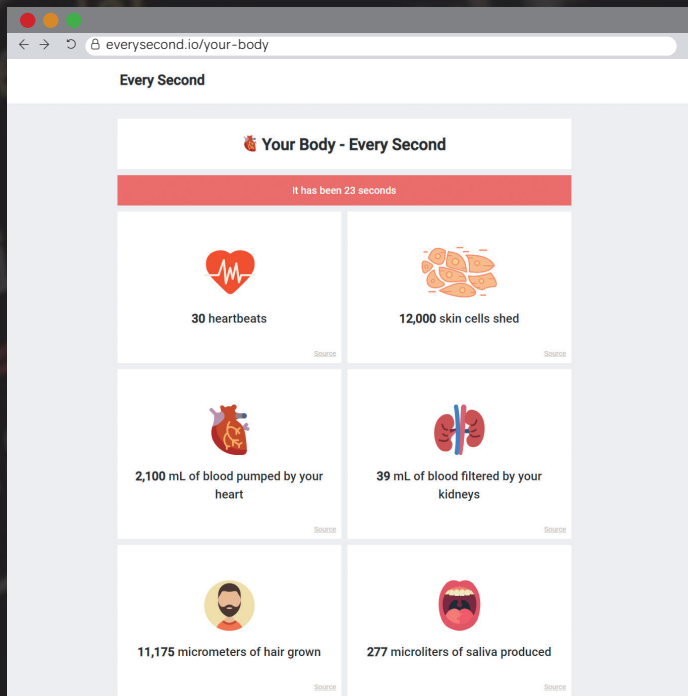 everysecond.io/your-body
Every Second
Your Body - Every Second
It has been 23 seconds
30 heartbeats
Source
12,000 skin cells shed
Source
2,100 mL of blood pumped by your
heart
Source
39 mL of blood filtered by your
kidneys
Source
11,175 micrometers of hair grown
Source
277 microliters of saliva produced
Source